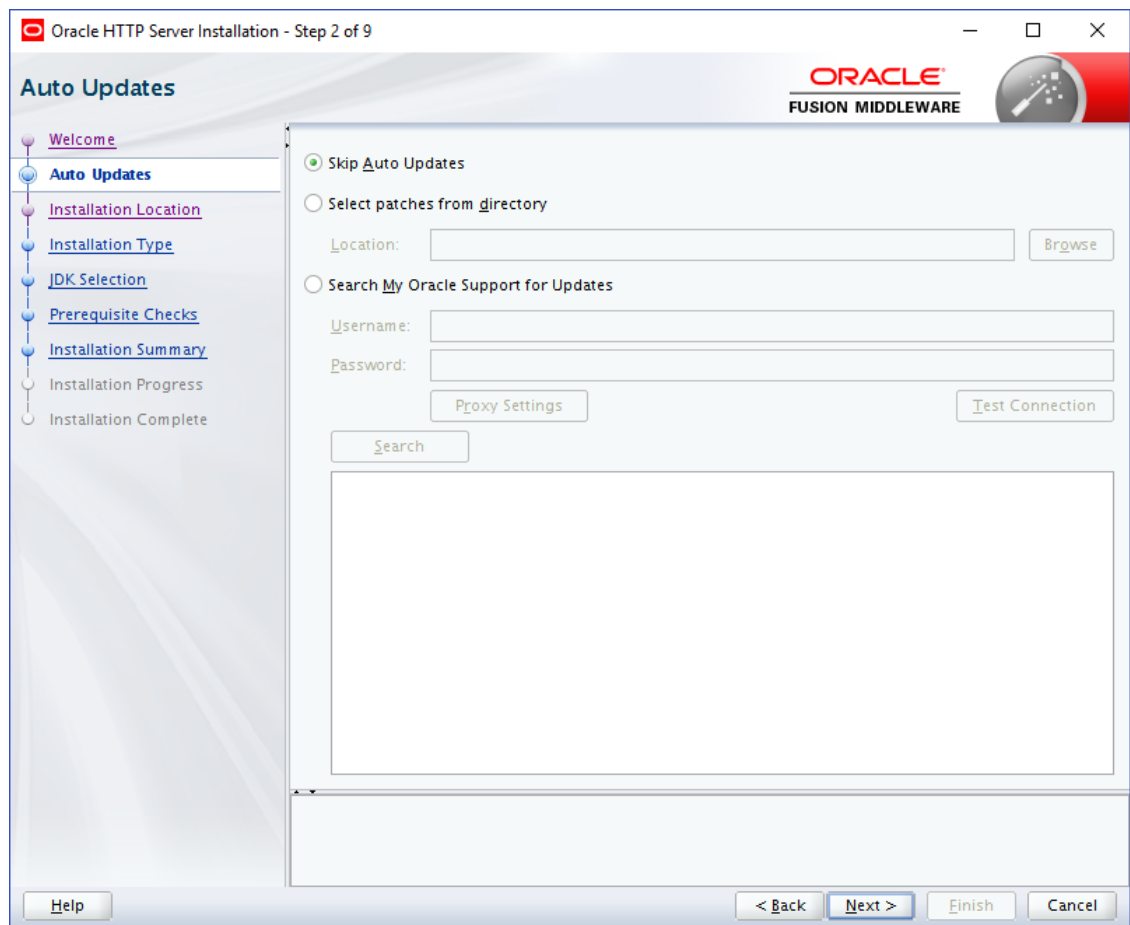 Oracle HTTP Server Installation - Step 2 of 9
Auto Updates
ORACLE
FUSION MIDDLEWARE
Welcome
Auto Updates
Installation Location
Installation Type
JDK Selection
Prerequisite Checks
Installation Summary
Installation Progress
Installation Complete
Skip Auto Updates
Select patches from directory
Location:
Browse
Search My Oracle Support for Updates
Username:
Password:
Proxy Settings
Test Connection
Search
Help
< Back
Next >
Finish
Cancel